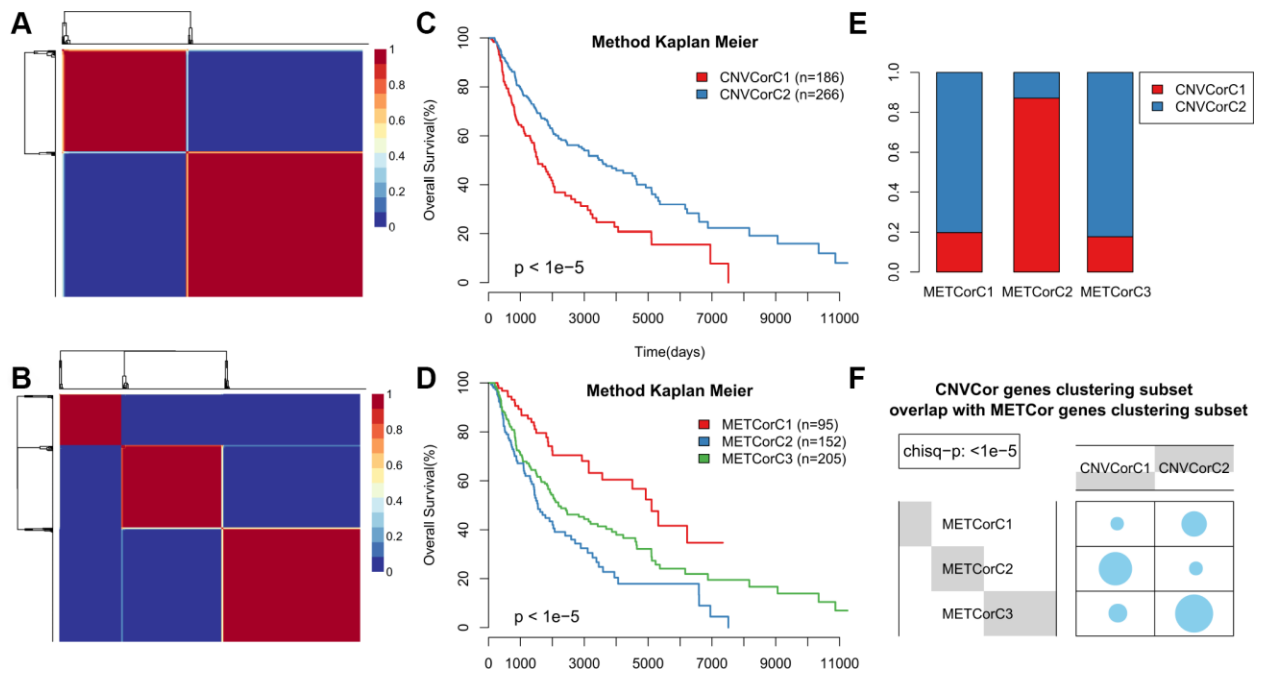 A
1
0.8
0.6
0.4
0.2
0
C
Method Kaplan Meier
CNVCorC1 (n=186)
CNVCorC2 (n=266)
Overall Survival(%)
100
80
60
40
20
0
p < 1e−5
0 1000 3000 5000 7000 9000 11000
Time(days)
E
1.0
0.8
0.6
0.4
0.2
0.0
CNVCorC1
CNVCorC2
METCorC1 METCorC2 METCorC3
B
1
0.8
0.6
0.4
0.2
0
D
Method Kaplan Meier
METCorC1 (n=95)
METCorC2 (n=152)
METCorC3 (n=205)
Overall Survival(%)
100
80
60
40
20
0
p < 1e−5
0 1000 3000 5000 7000 9000 11000
F
CNVCor genes clustering subset
overlap with METCor genes clustering subset
chisq−p: <1e−5
CNVCorC1 CNVCorC2
METCorC1
METCorC2
METCorC3